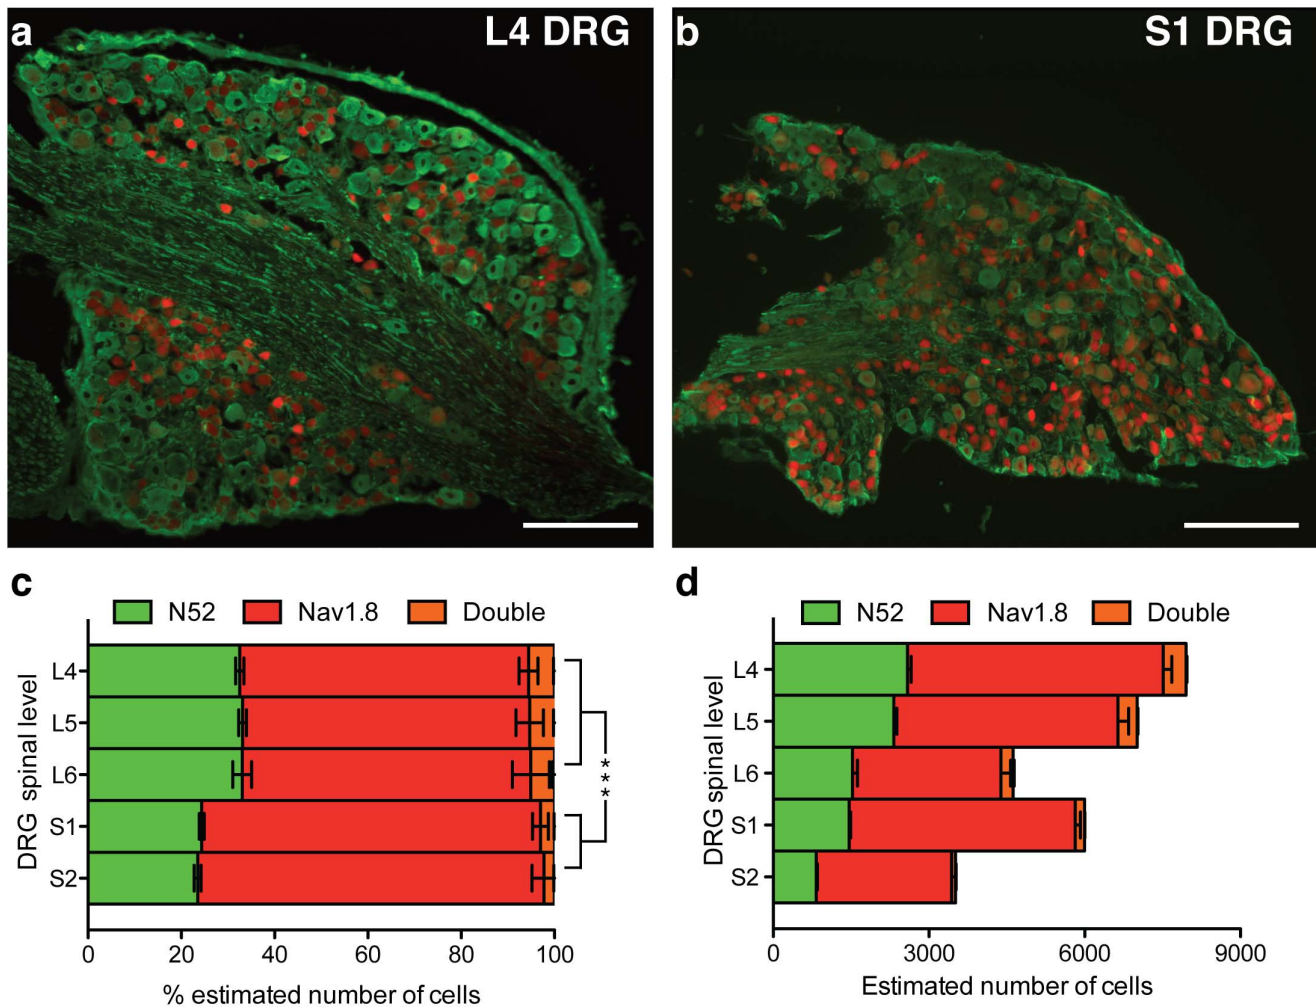 a
L4 DRG
b
S1 DRG
c
N52
Nav1.8
Double
DRG spinal level
L4
L5
L6
S1
S2
***
0
20
40
60
80
100
% estimated number of cells
d
N52
Nav1.8
Double
DRG spinal level
L4
L5
L6
S1
S2
0
3000
6000
9000
Estimated number of cells